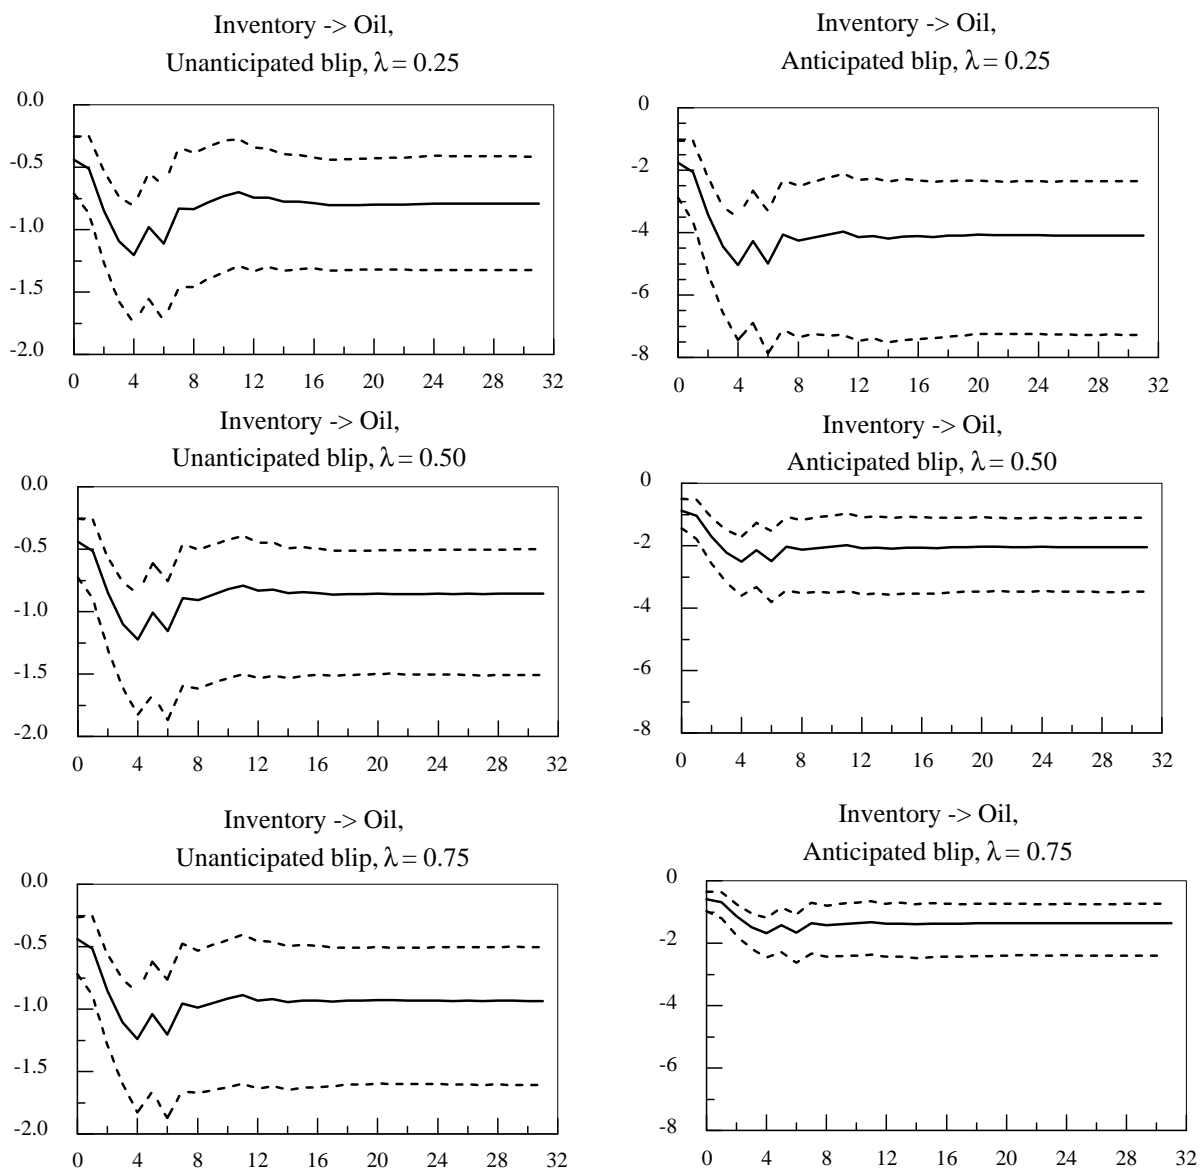 Inventory -> Oil,
Unanticipated blip, λ = 0.25
0.0
-0.5
-1.0
-1.5
-2.0
0 4 8 12 16 20 24 28 32
Inventory -> Oil,
Anticipated blip, λ = 0.25
0
-2
-4
-6
-8
0 4 8 12 16 20 24 28 32
Inventory -> Oil,
Unanticipated blip, λ = 0.50
0.0
-0.5
-1.0
-1.5
-2.0
0 4 8 12 16 20 24 28 32
Inventory -> Oil,
Anticipated blip, λ = 0.50
0
-2
-4
-6
-8
0 4 8 12 16 20 24 28 32
Inventory -> Oil,
Unanticipated blip, λ = 0.75
0.0
-0.5
-1.0
-1.5
-2.0
0 4 8 12 16 20 24 28 32
Inventory -> Oil,
Anticipated blip, λ = 0.75
0
-2
-4
-6
-8
0 4 8 12 16 20 24 28 32